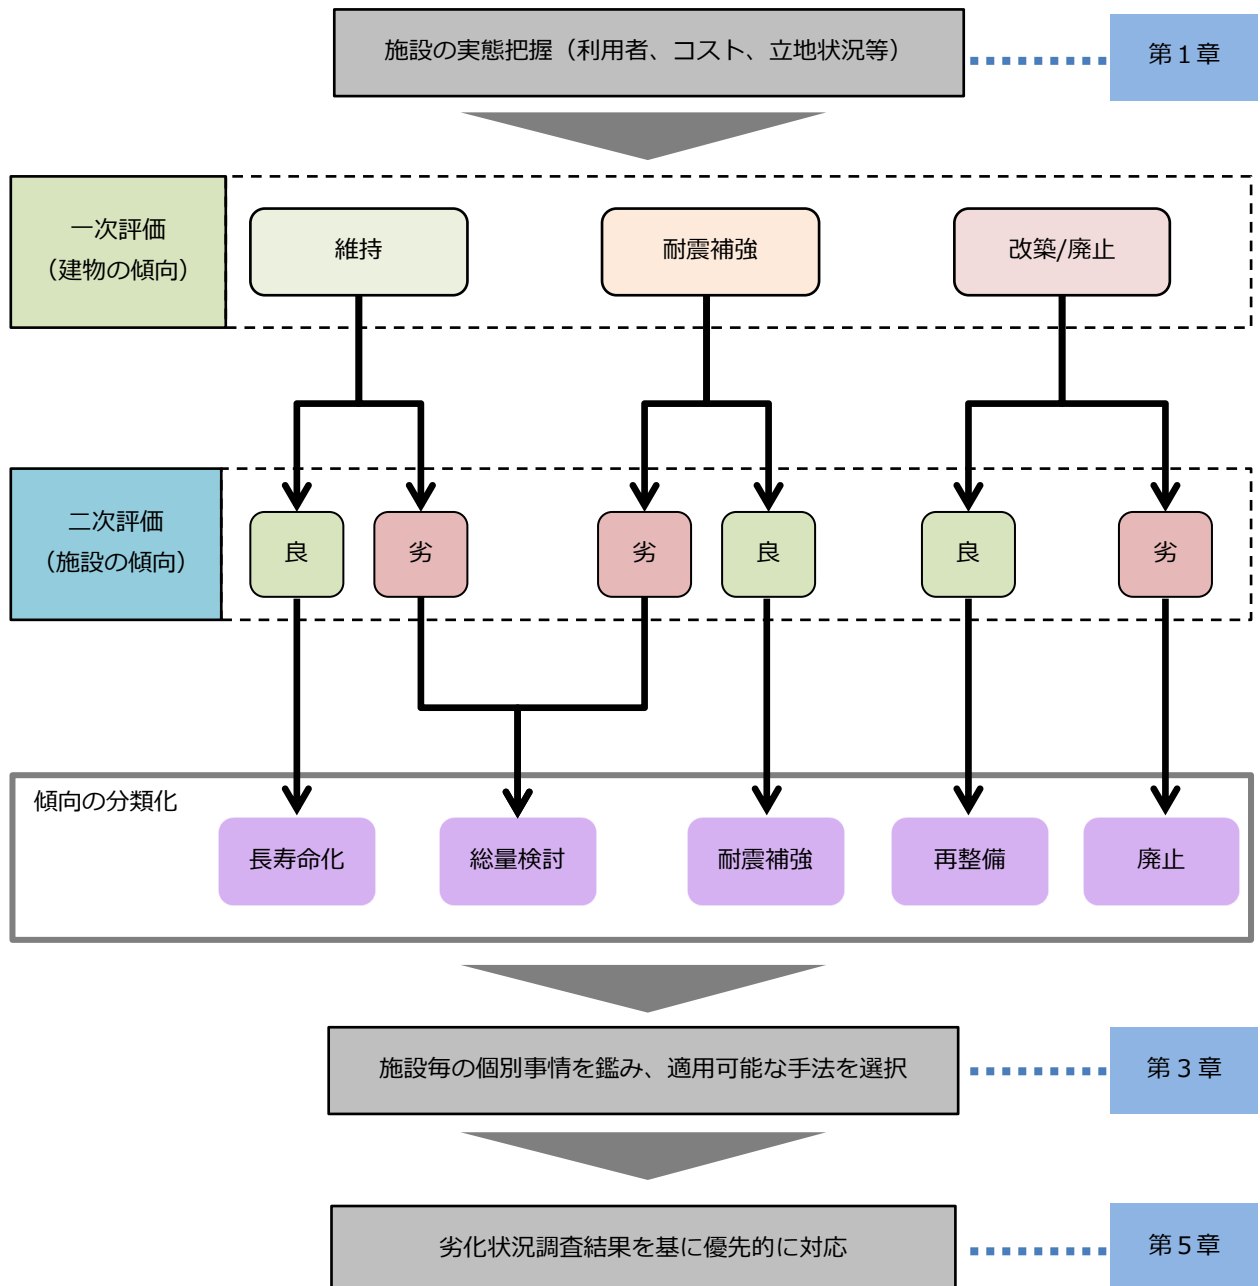 施設の実態把握（利用者、コスト、立地状況等）
第１章
一次評価
（建物の傾向）
維持
耐震補強
改築/廃止
二次評価
（施設の傾向）
良
劣
劣
良
良
劣
傾向の分類化
長寿命化
総量検討
耐震補強
再整備
廃止
施設毎の個別事情を鑑み、適用可能な手法を選択
第３章
劣化状況調査結果を基に優先的に対応
第５章